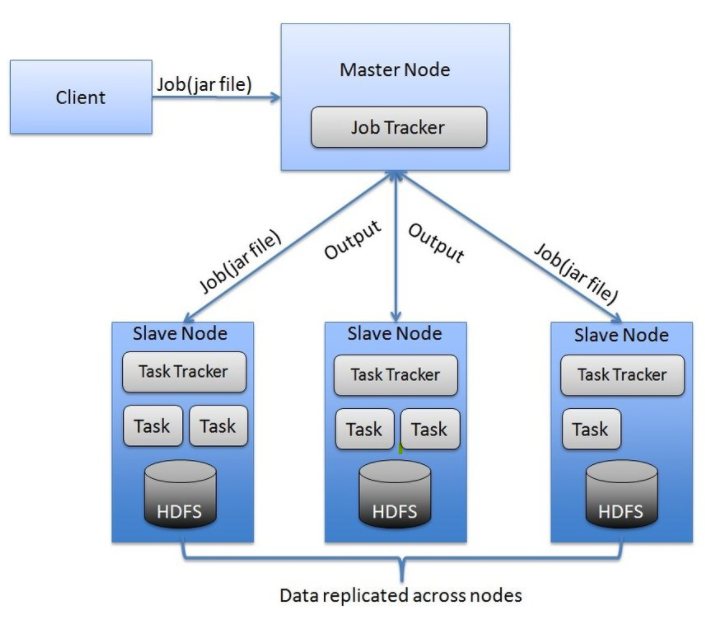 Client
Job(jar file)
Master Node
Job Tracker
Job(jar file)
Output
Output
Job(jar file)
Slave Node
Task Tracker
Task
Task
HDFS
Slave Node
Task Tracker
Task
Task
HDFS
Slave Node
Task Tracker
Task
HDFS
Data replicated across nodes